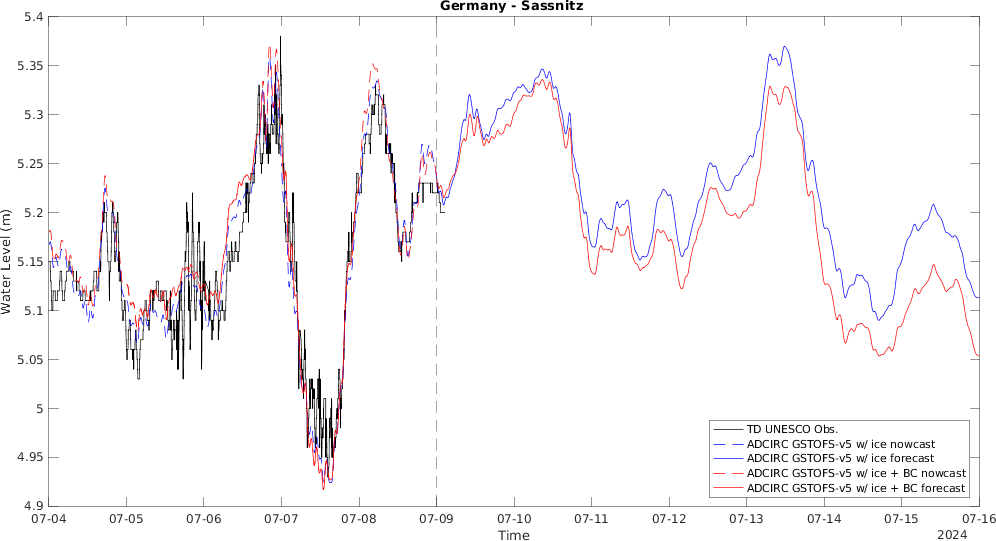 Germany - Sassnitz
5.4
5.35
5.3
5.25
5.2
5.15
5.1
5.05
5
4.95
4.9
Water Level (m)
TD UNESCO Obs.
ADCIRC GSTOFS-v5 w/ ice nowcast
ADCIRC GSTOFS-v5 w/ ice forecast
ADCIRC GSTOFS-v5 w/ ice + BC nowcast
ADCIRC GSTOFS-v5 w/ ice + BC forecast
07-04 07-05 07-06 07-07 07-08 07-09 07-10 07-11 07-12 07-13 07-14 07-15 07-16
Time
2024